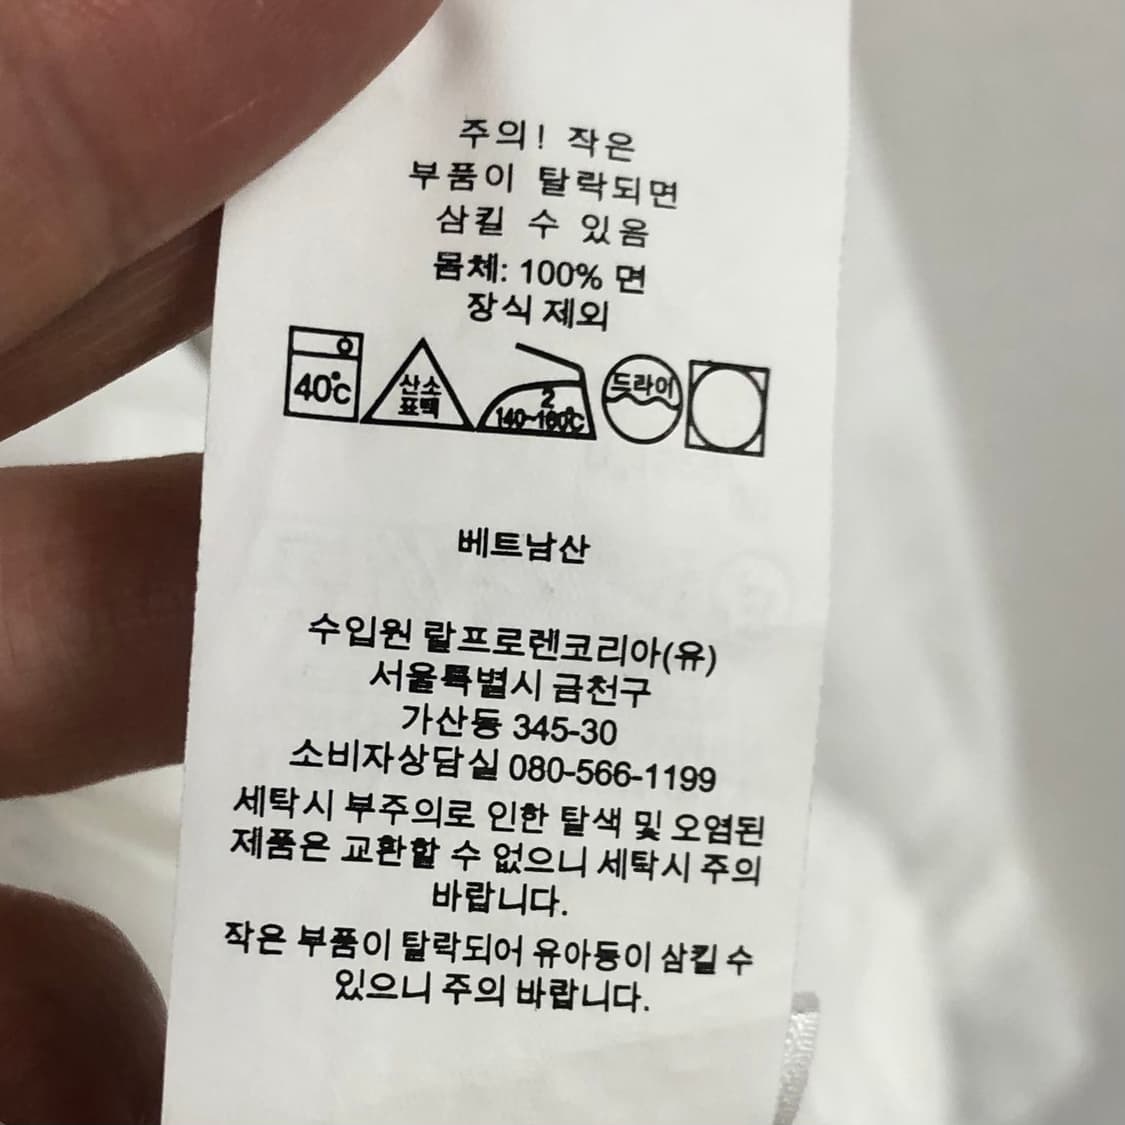 주의! 작은
부품이 탈락되면
삼킬 수 있음
몸체: 100% 면
장식 제외
40℃
산소
표백
2
140~160℃
드라이
베트남산
수입원 랄프로렌코리아(유)
서울특별시 금천구
가산동 345-30
소비자상담실 080-566-1199
세탁시 부주의로 인한 탈색 및 오염된
제품은 교환할 수 없으니 세탁시 주의
바랍니다.
작은 부품이 탈락되어 유아등이 삼킬 수
있으니 주의 바랍니다.